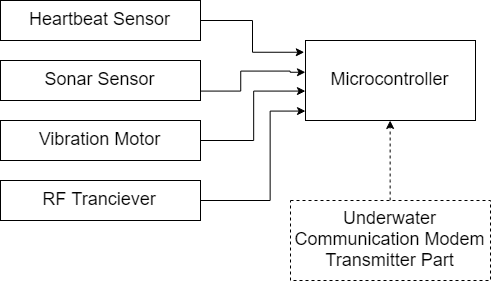 Heartbeat Sensor
Sonar Sensor
Vibration Motor
RF Tranciever
Microcontroller
Underwater
Communication Modem
Transmitter Part